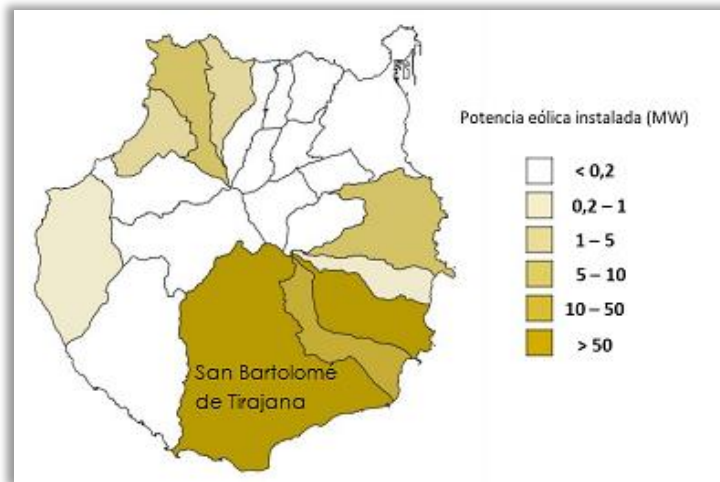 Potencia eólica instalada (MW)
< 0,2
0,2 – 1
1 – 5
5 – 10
10 – 50
> 50
San Bartolomé
de Tirajana